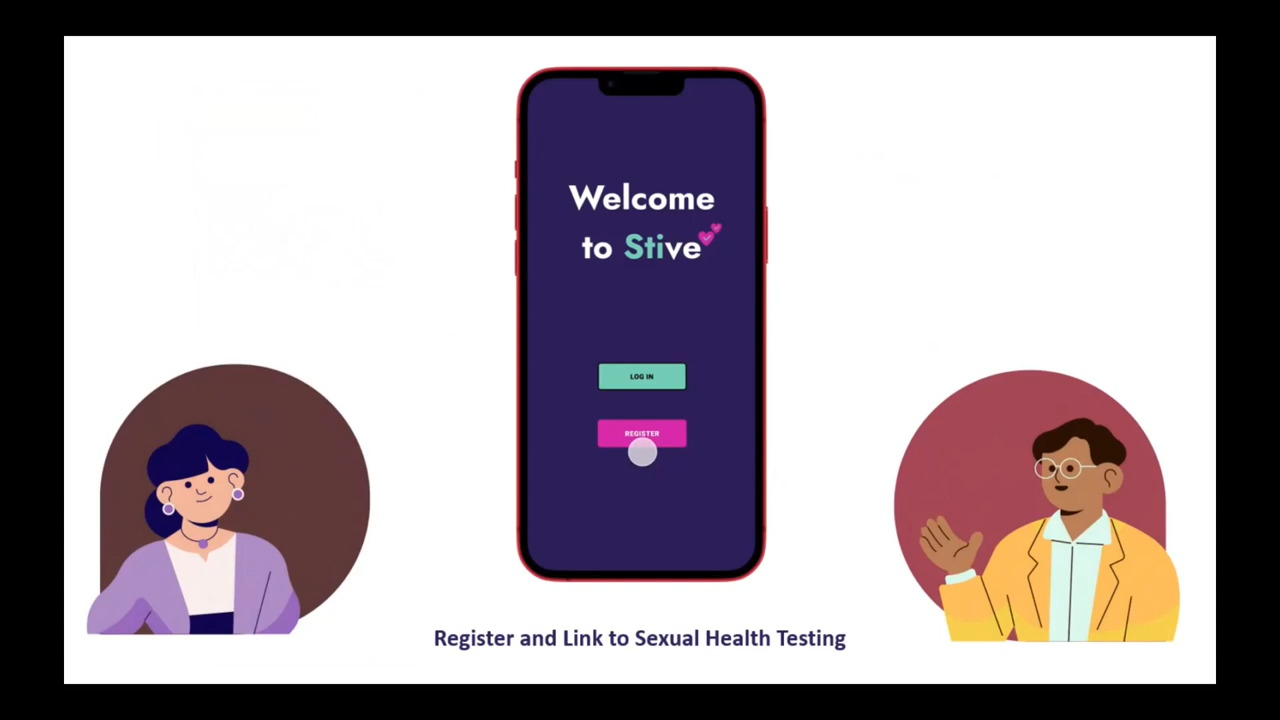 Welcome
to Stive
LOG IN
REGISTER
Register and Link to Sexual Health Testing